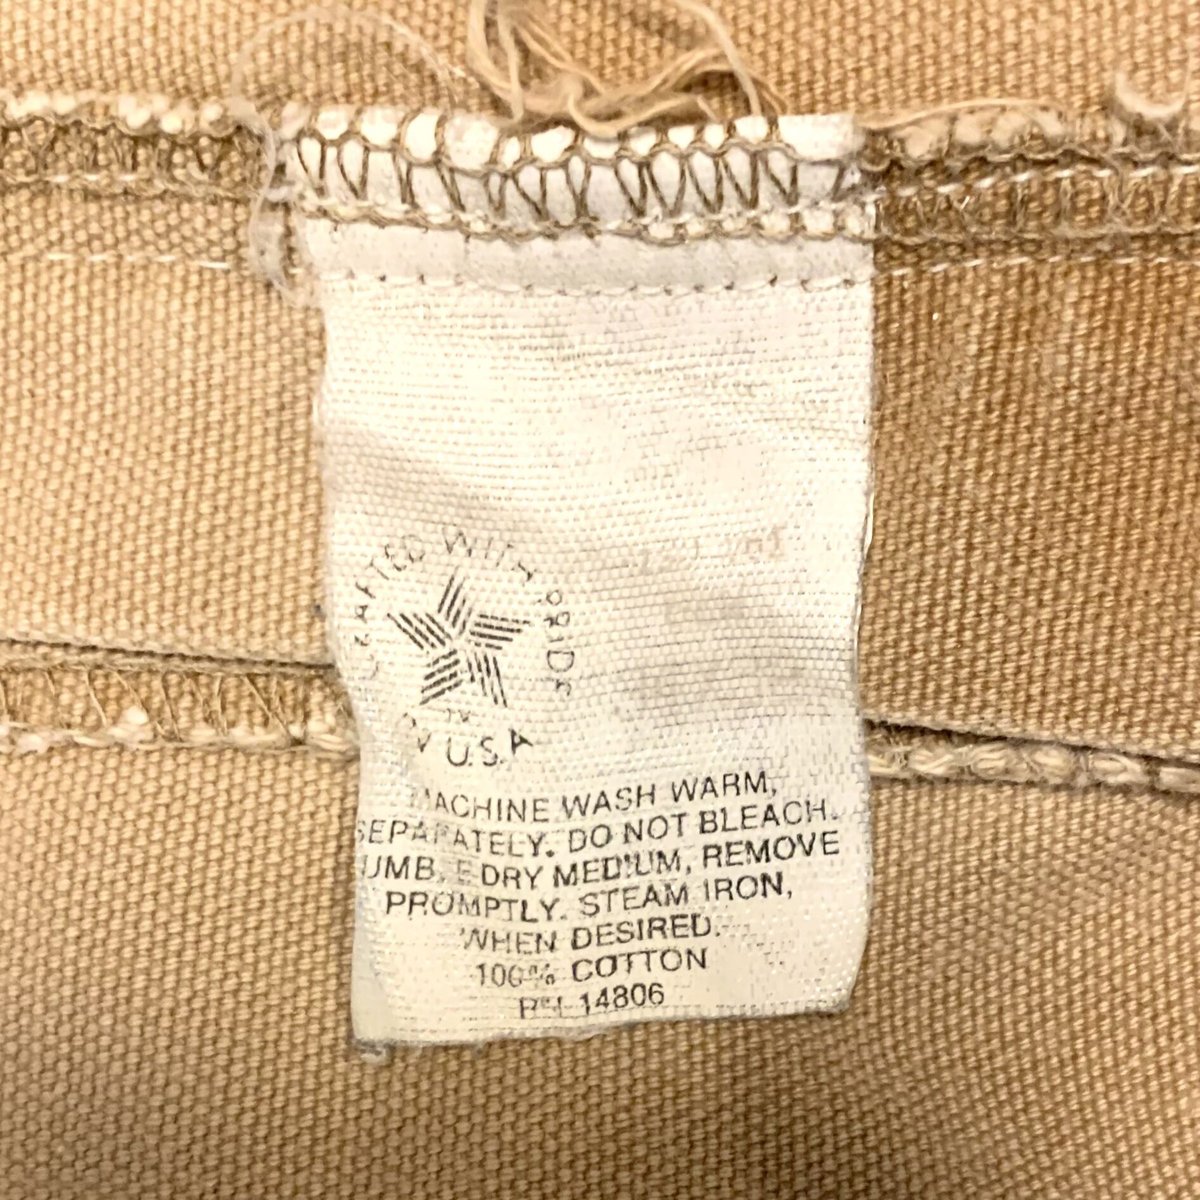 CRAFTED WITH PRIDE
IN U.S.A
MACHINE WASH WARM,
SEPARATELY. DO NOT BLEACH.
TUMBLE DRY MEDIUM, REMOVE
PROMPTLY. STEAM IRON,
WHEN DESIRED.
100% COTTON
14806